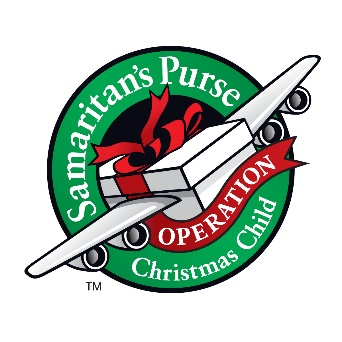 Samaritan's Purse
OPERATION
Christmas Child
TM